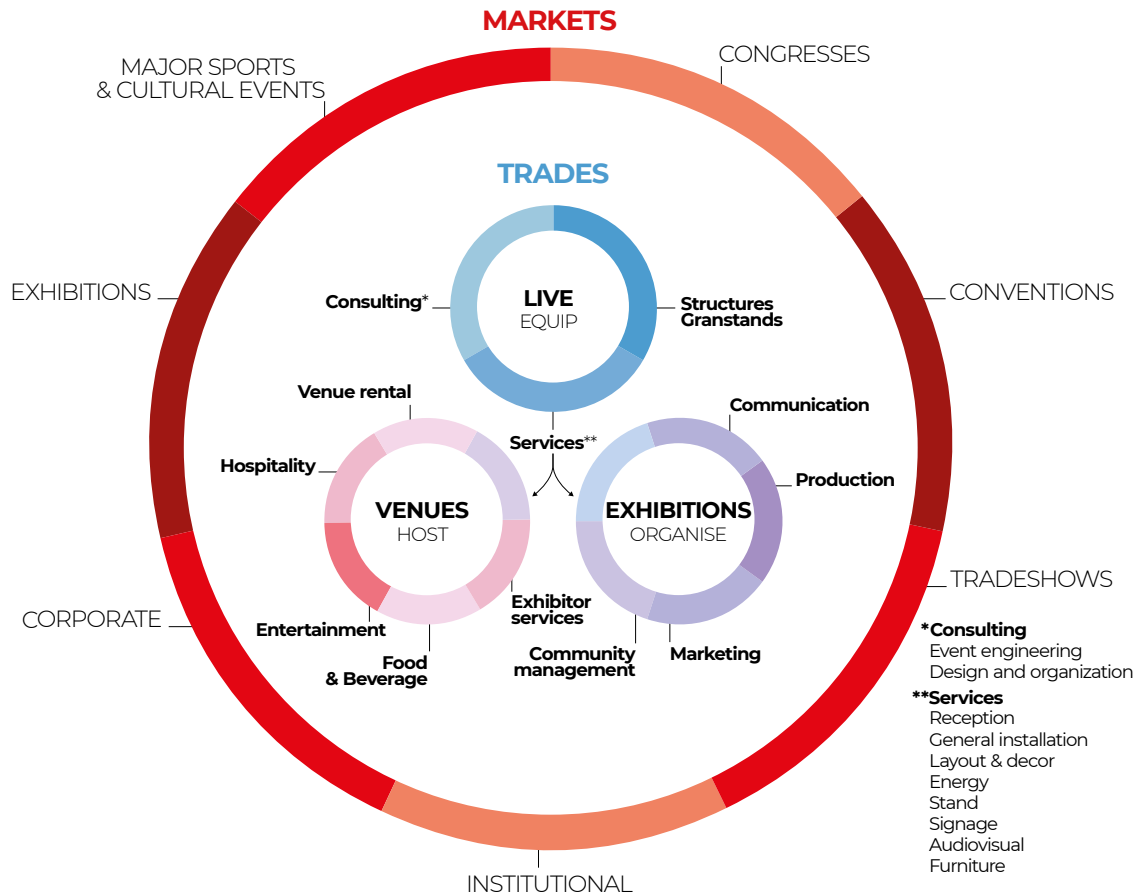 MARKETS
MAJOR SPORTS
& CULTURAL EVENTS
CONGRESSES
TRADES
EXHIBITIONS
CONVENTIONS
Consulting*
LIVE
EQUIP
Structures
Granstands
Venue rental
Communication
Services**
Hospitality
Production
VENUES
HOST
EXHIBITIONS
ORGANISE
TRADESHOWS
CORPORATE
Exhibitor
services
Entertainment
Food
& Beverage
Community
management
Marketing
*Consulting
Event engineering
Design and organization
**Services
Reception
General installation
Layout & decor
Energy
Stand
Signage
Audiovisual
Furniture
INSTITUTIONAL